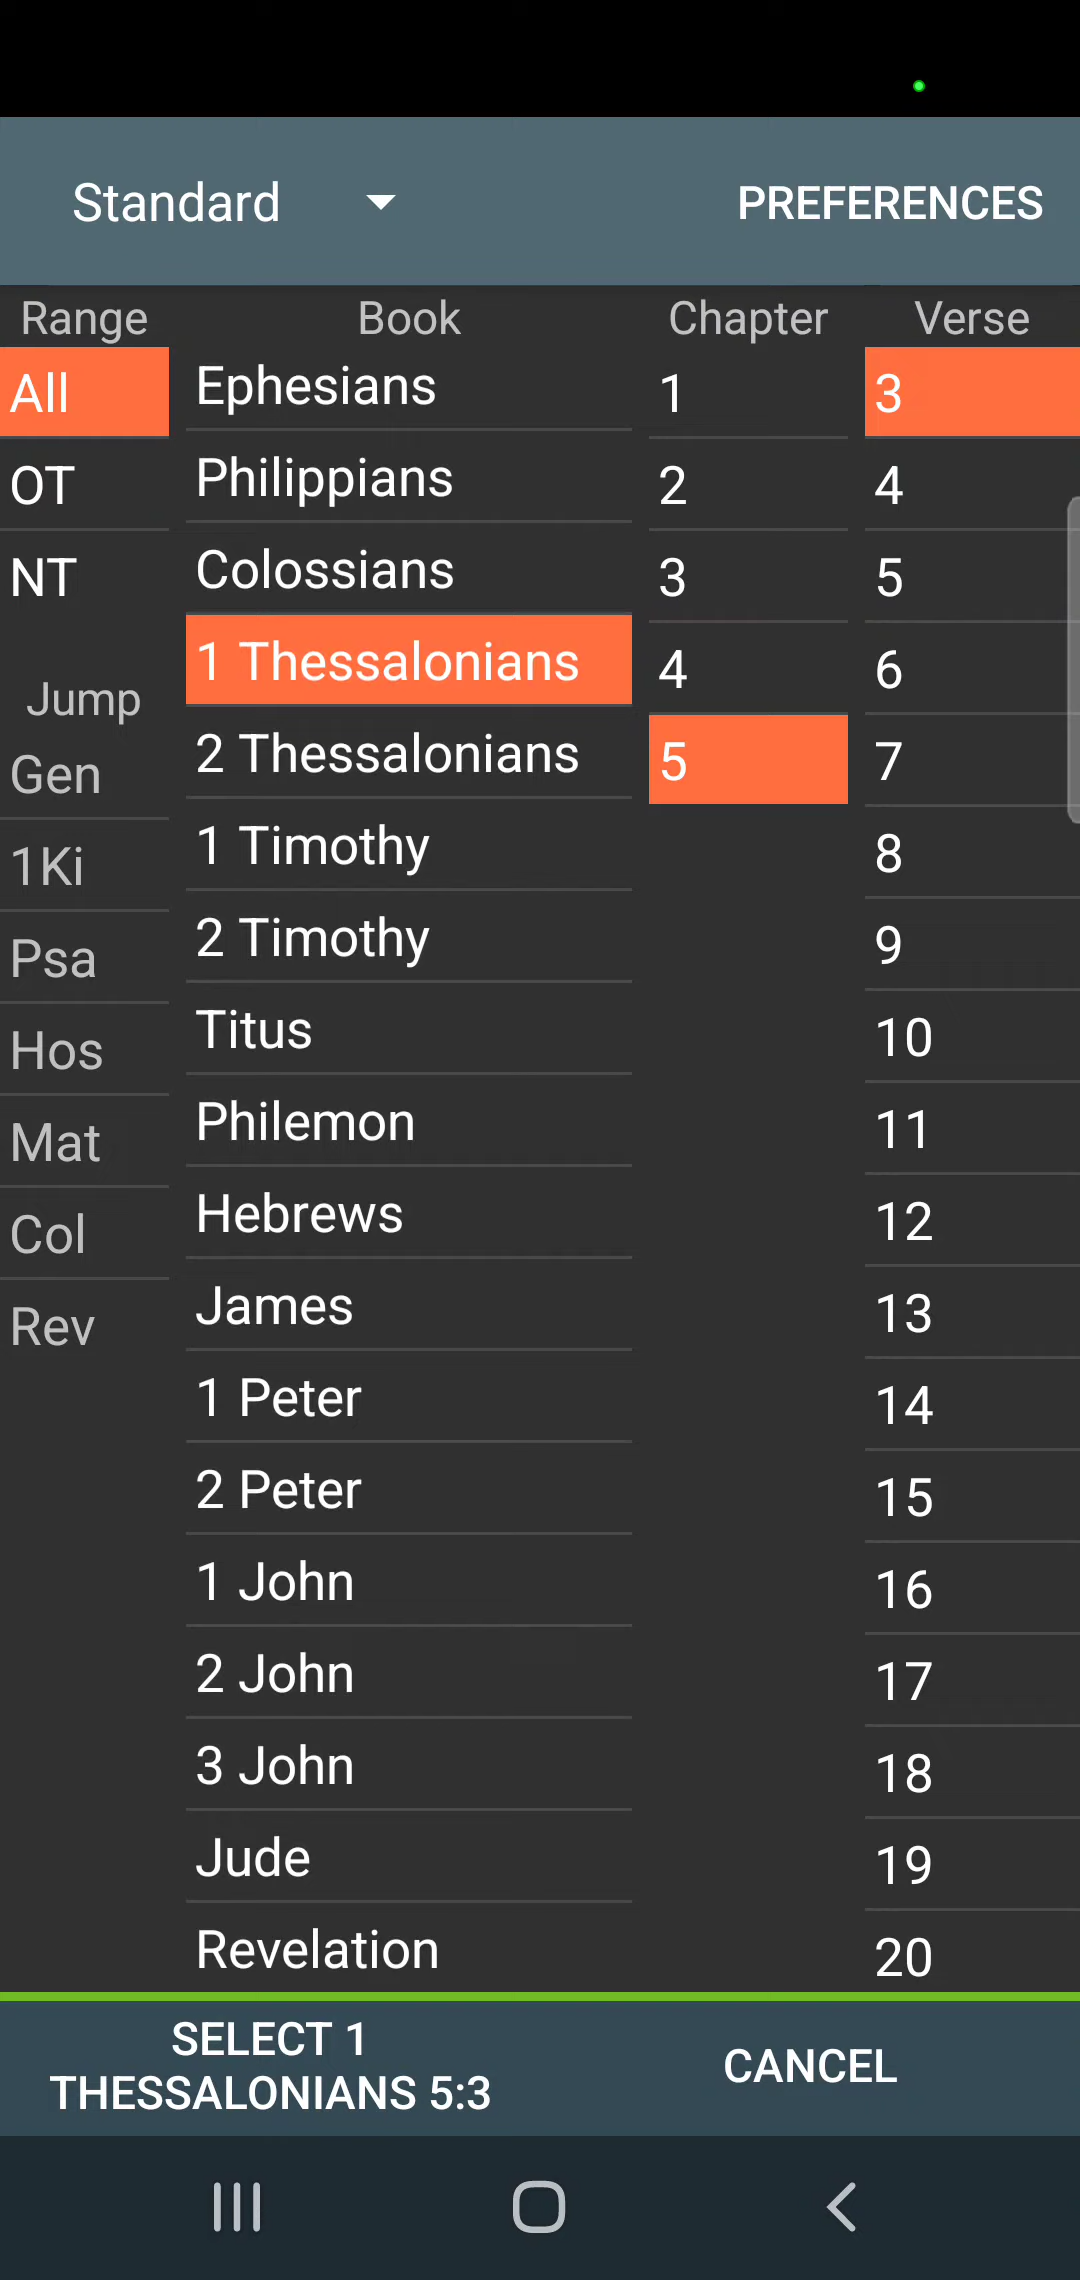 Standard
PREFERENCES
Range
Book
Chapter
Verse
All
OT
NT
Jump
Gen
1Ki
Psa
Hos
Mat
Col
Rev
Ephesians
Philippians
Colossians
1 Thessalonians
2 Thessalonians
1 Timothy
2 Timothy
Titus
Philemon
Hebrews
James
1 Peter
2 Peter
1 John
2 John
3 John
Jude
Revelation
1
2
3
4
5
3
4
5
6
7
8
9
10
11
12
13
14
15
16
17
18
19
20
SELECT 1
THESSALONIANS 5:3
CANCEL